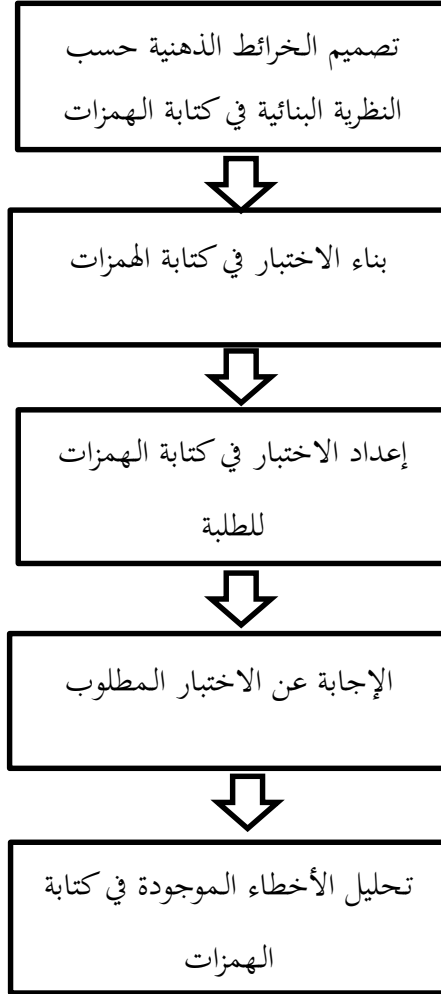 تصميم الخرائط الذهنية حسب
النظرية البنائية في كتابة الهمزات
بناء الاختبار في كتابة الهمزات
إعداد الاختبار في كتابة الهمزات
للطلبة
الإجابة عن الاختبار المطلوب
تحليل الأخطاء الموجودة في كتابة
الهمزات